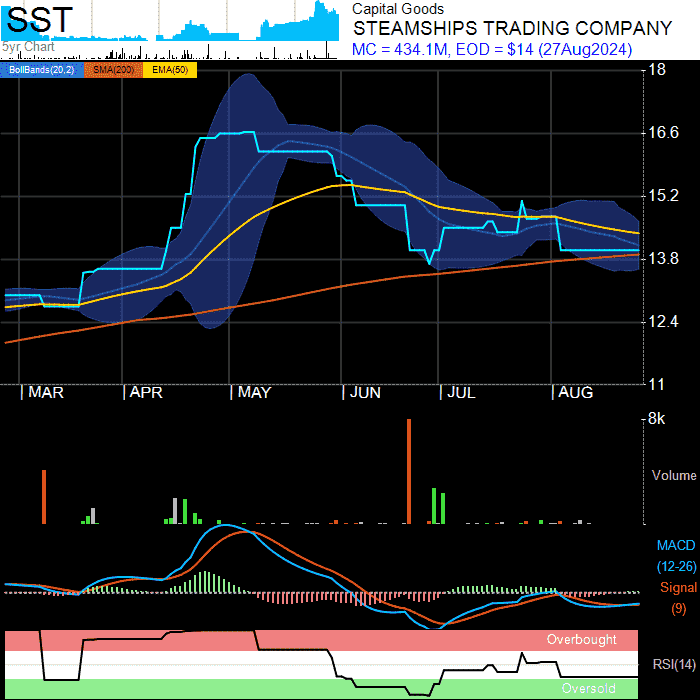 SST
5yr Chart
Capital Goods
STEAMSHIPS TRADING COMPANY
MC = 434.1M, EOD = $14 (27Aug2024)
BollBands(20,2) SMA(200) EMA(50)
18
16.6
15.2
13.8
12.4
11
MAR APR MAY JUN JUL AUG
8k
Volume
MACD
(12-26)
Signal
(9)
Overbought
RSI(14)
Oversold